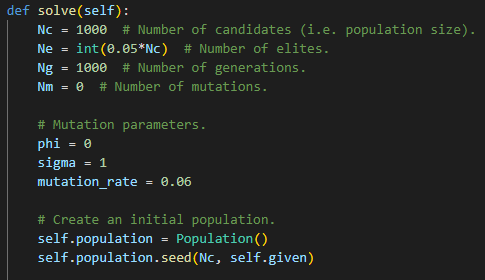 def solve(self):
    Nc = 1000  # Number of candidates (i.e. population size).
    Ne = int(0.05*Nc)  # Number of elites.
    Ng = 1000  # Number of generations.
    Nm = 0  # Number of mutations.

    # Mutation parameters.
    phi = 0
    sigma = 1
    mutation_rate = 0.06

    # Create an initial population.
    self.population = Population()
    self.population.seed(Nc, self.given)